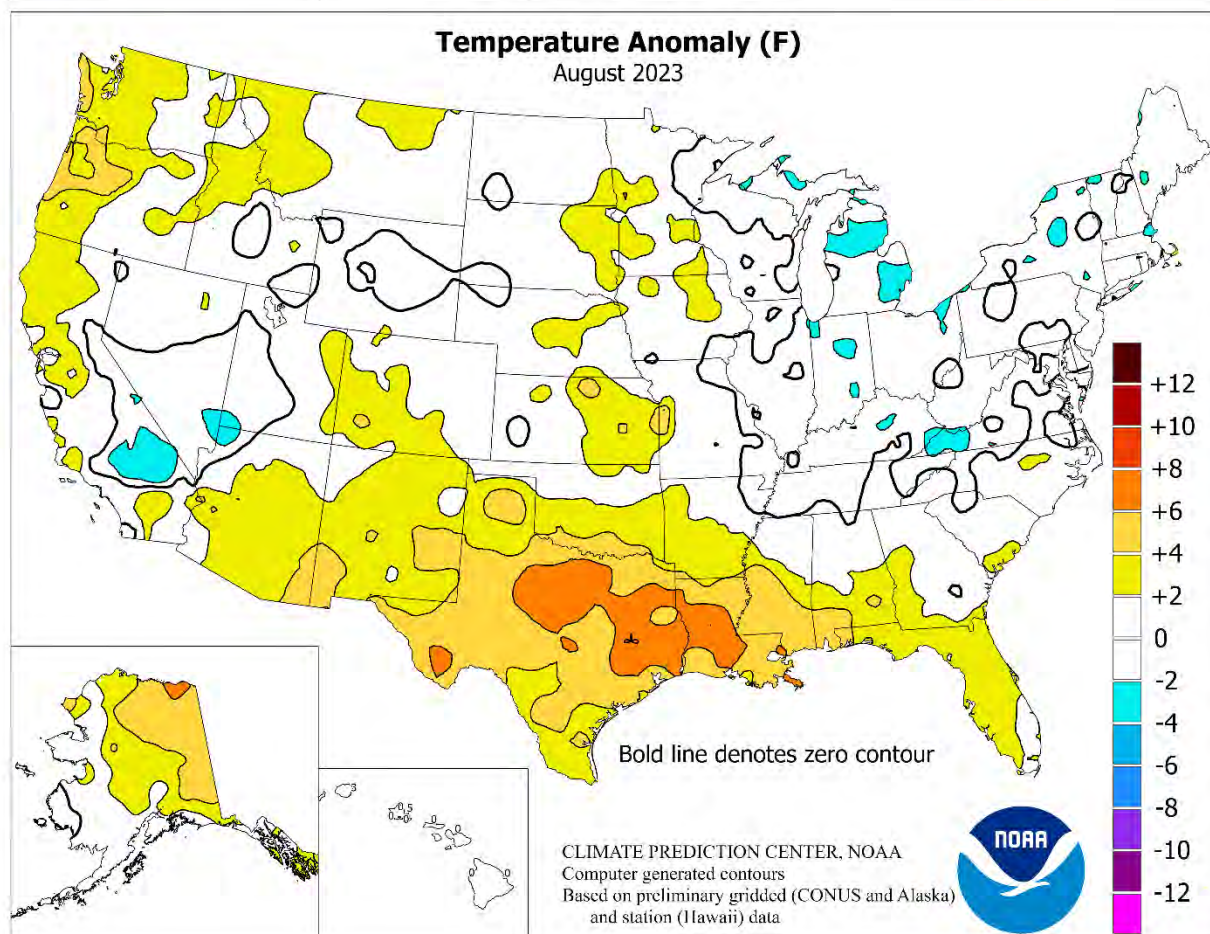 Temperature Anomaly (F)
August 2023
+12
+10
+8
+6
+4
+2
0
-2
-4
-6
-8
-10
-12
Bold line denotes zero contour
CLIMATE PREDICTION CENTER, NOAA
Computer generated contours
Based on preliminary gridded (CONUS and Alaska)
and station (Hawaii) data
NOAA